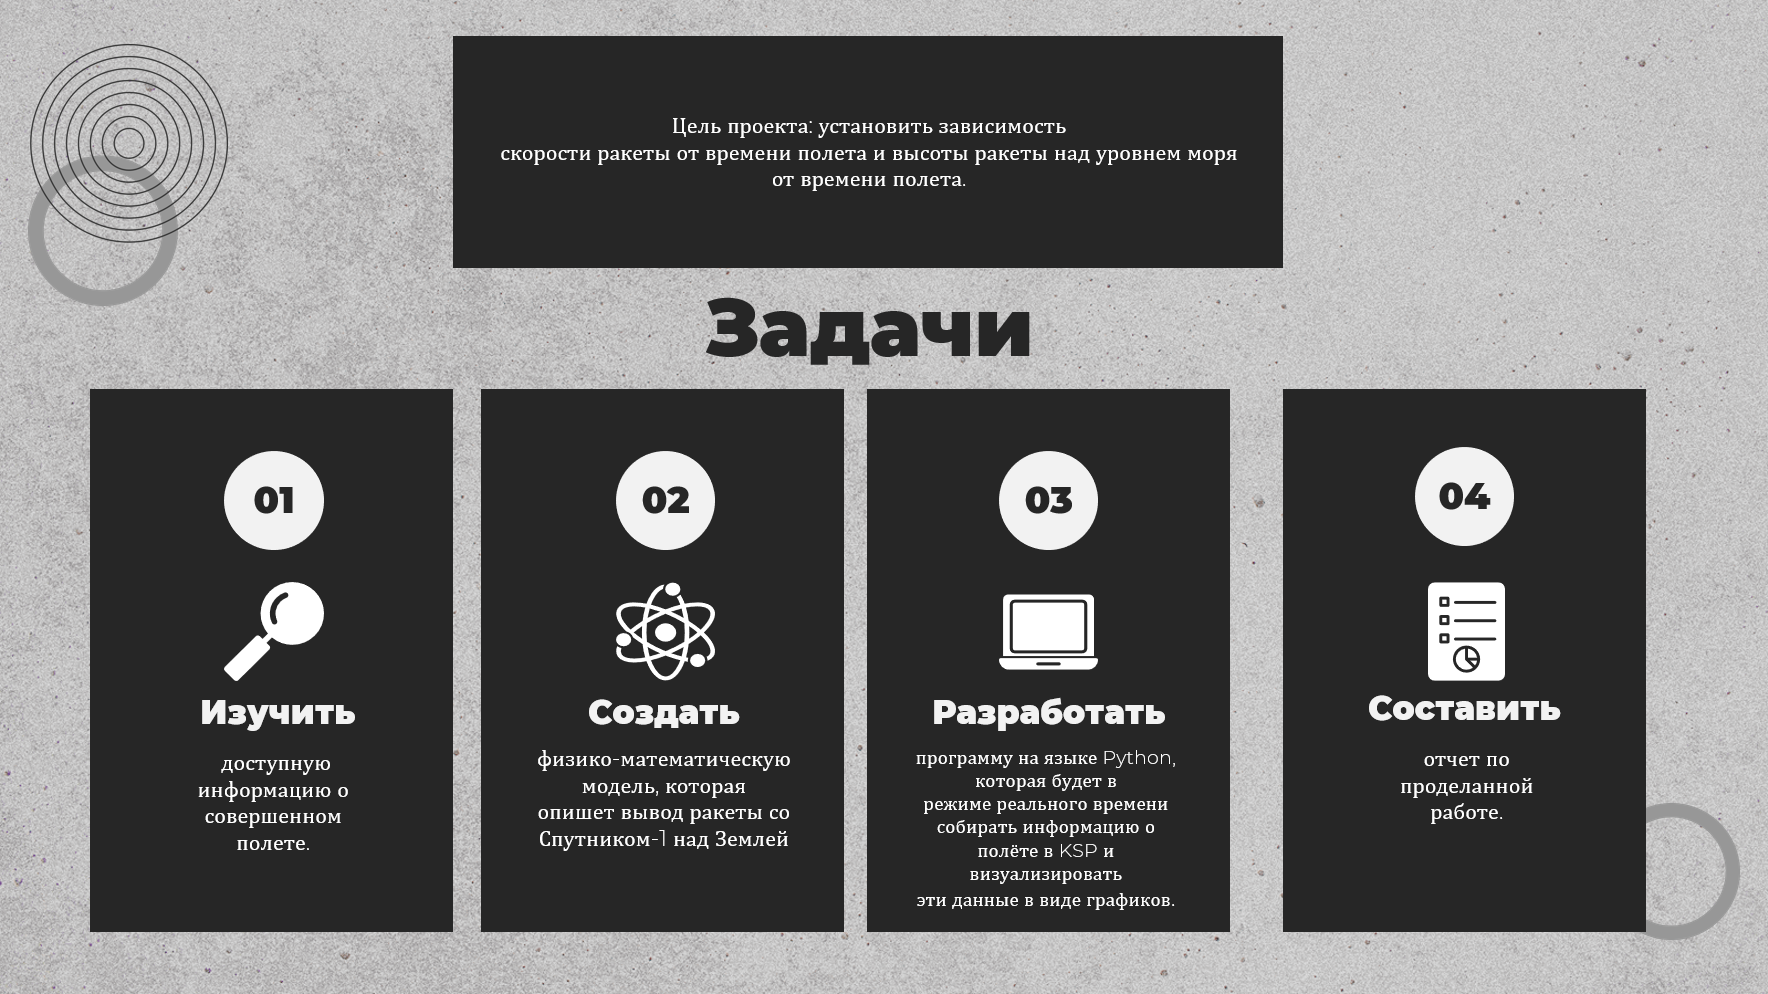 Цель проекта: установить зависимость
скорости ракеты от времени полета и высоты ракеты над уровнем моря
от времени полета.
Задачи
01
Изучить
доступную
информацию о
совершенном
полете.
02
Создать
физико-математическую
модель, которая
опишет вывод ракеты со
Спутником-1 над Землей
03
Разработать
программу на языке Python,
которая будет в
режиме реального времени
собирать информацию о
полёте в KSP и
визуализировать
эти данные в виде графиков.
04
Составить
отчет по
проделанной
работе.